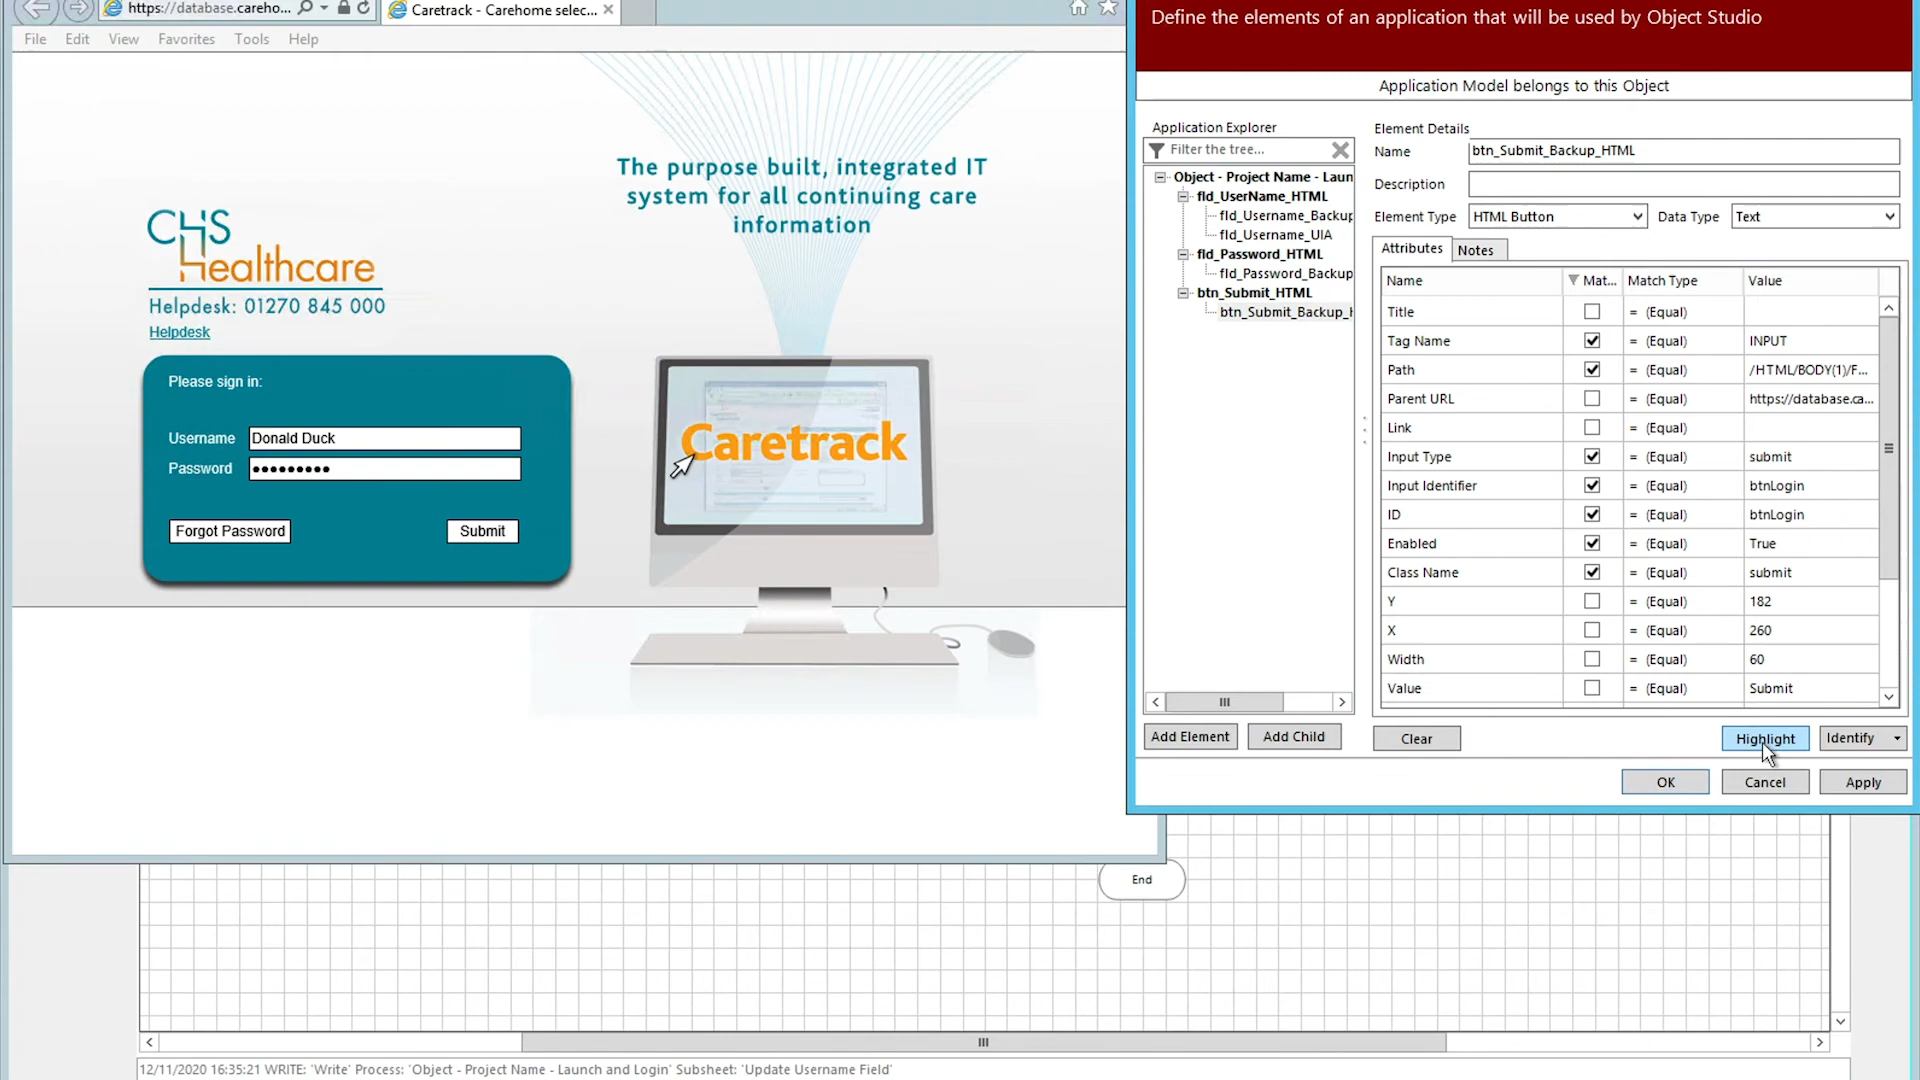 https://database.careho...
Caretrack - Carehome selec...
File Edit View Favorites Tools Help
The purpose built, integrated IT
system for all continuing care
information
CHS
Healthcare
Helpdesk: 01270 845 000
Helpdesk
Please sign in:
Username Donald Duck
Password •••••••••
Forgot Password Submit
Caretrack
Define the elements of an application that will be used by Object Studio
Application Model belongs to this Object
Application Explorer
Filter the tree...
Object - Project Name - Laun
fld_UserName_HTML
fld_Username_Backup
fld_Username_UIA
fld_Password_HTML
fld_Password_Backup
btn_Submit_HTML
btn_Submit_Backup_H
Add Element Add Child
Element Details
Name btn_Submit_Backup_HTML
Description
Element Type HTML Button Data Type Text
Attributes Notes
Name Mat... Match Type Value
Title = (Equal)
Tag Name = (Equal) INPUT
Path = (Equal) /HTML/BODY(1)/F...
Parent URL = (Equal) https://database.ca...
Link = (Equal)
Input Type = (Equal) submit
Input Identifier = (Equal) btnLogin
ID = (Equal) btnLogin
Enabled = (Equal) True
Class Name = (Equal) submit
Y = (Equal) 182
X = (Equal) 260
Width = (Equal) 60
Value = (Equal) Submit
Clear Highlight Identify
OK Cancel Apply
End
12/11/2020 16:35:21 WRITE: 'Write' Process: 'Object - Project Name - Launch and Login' Subsheet: 'Update Username Field'